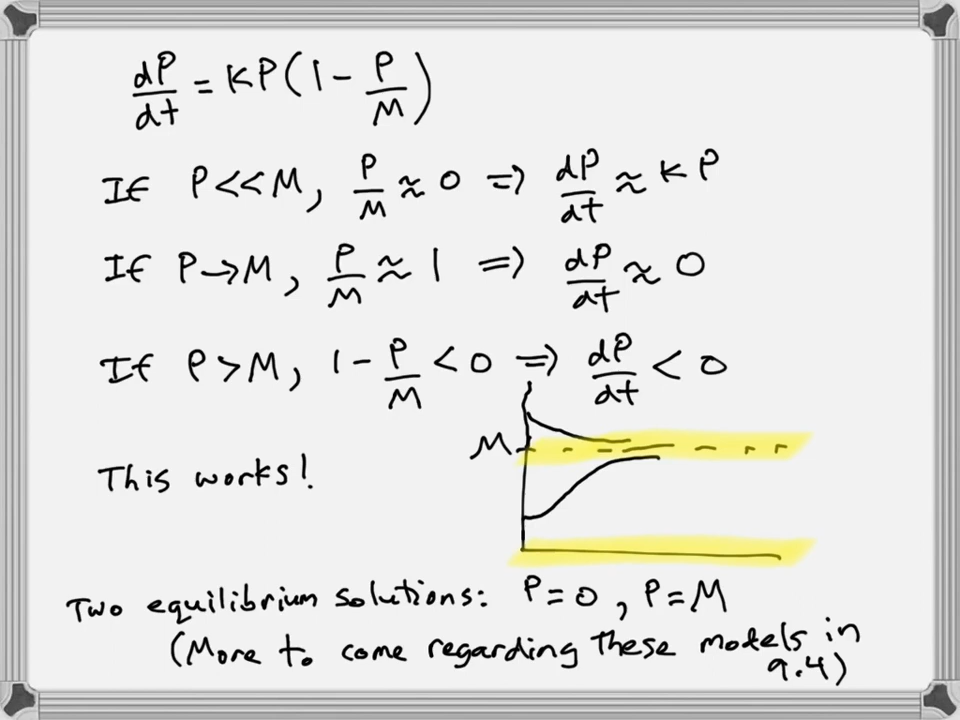 dP/dt = kP(1 - P/M)
If P<<M, P/M ≈ 0 => dP/dt ≈ kP
If P→M, P/M ≈ 1 => dP/dt ≈ 0
If P>M, 1 - P/M < 0 => dP/dt < 0
M
This works!
Two equilibrium solutions: P=0, P=M
(More to come regarding these models in
9.4)